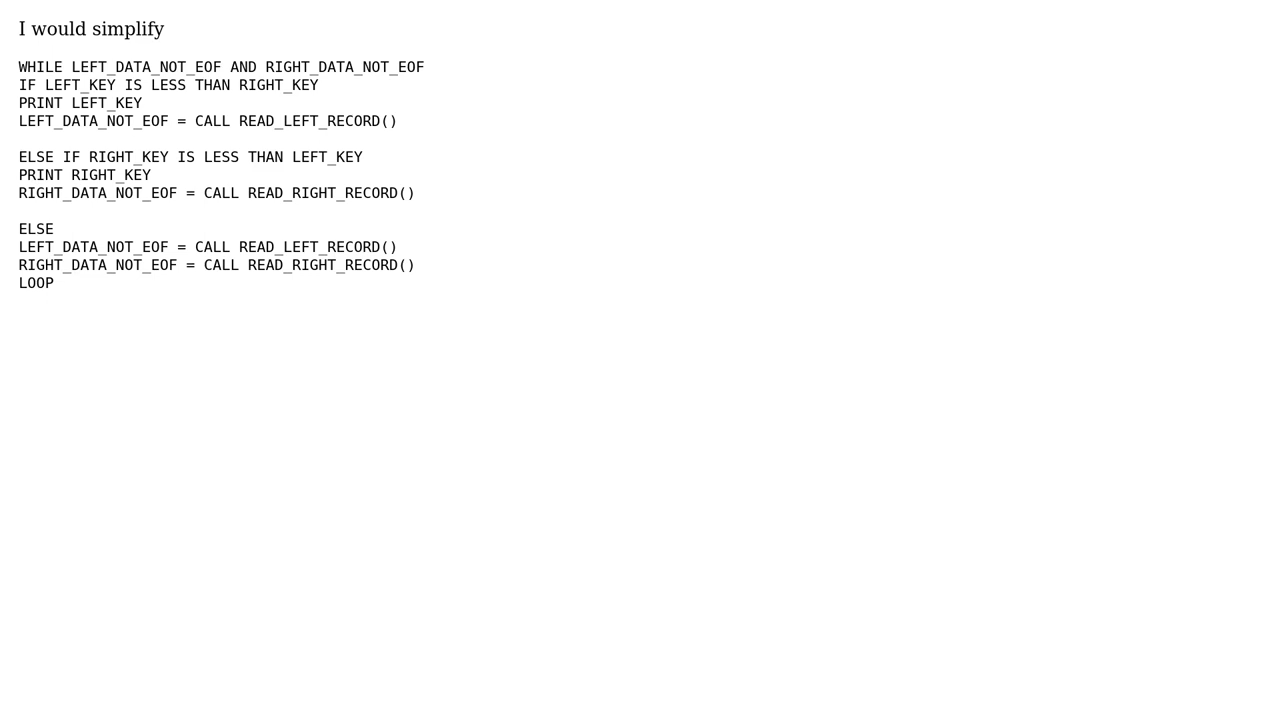 I would simplify
WHILE LEFT_DATA_NOT_EOF AND RIGHT_DATA_NOT_EOF
IF LEFT_KEY IS LESS THAN RIGHT_KEY
PRINT LEFT_KEY
LEFT_DATA_NOT_EOF = CALL READ_LEFT_RECORD()
ELSE IF RIGHT_KEY IS LESS THAN LEFT_KEY
PRINT RIGHT_KEY
RIGHT_DATA_NOT_EOF = CALL READ_RIGHT_RECORD()
ELSE
LEFT_DATA_NOT_EOF = CALL READ_LEFT_RECORD()
RIGHT_DATA_NOT_EOF = CALL READ_RIGHT_RECORD()
LOOP